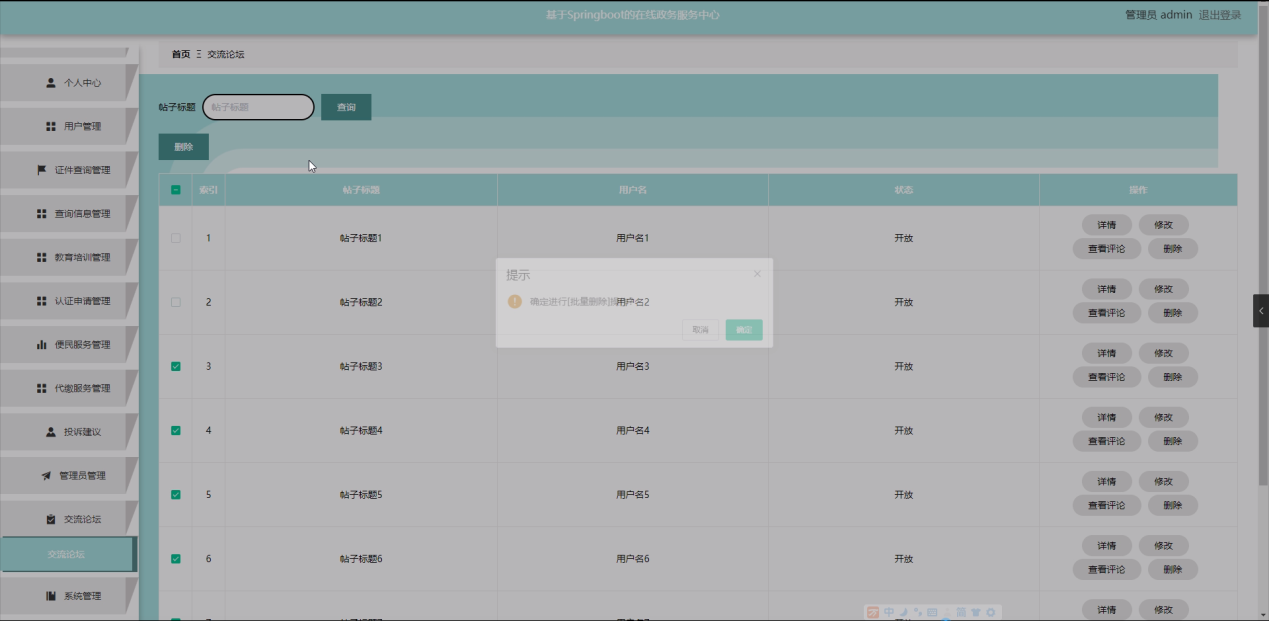 基于Springboot的在线政务服务中心
管理员 admin 退出登录
首页 Ξ 交流论坛
个人中心
用户管理
证件查询管理
查询信息管理
教育培训管理
认证申请管理
便民服务管理
代缴服务管理
投诉建议
管理员管理
交流论坛
交流论坛
系统管理
帖子标题 帖子标题 查询
删除
索引 帖子标题 用户名 状态 操作
1 帖子标题1 用户名1 开放 详情 修改
查看评论 删除
2 帖子标题2 用户名2 开放 详情 修改
查看评论 删除
3 帖子标题3 用户名3 开放 详情 修改
查看评论 删除
4 帖子标题4 用户名4 开放 详情 修改
查看评论 删除
5 帖子标题5 用户名5 开放 详情 修改
查看评论 删除
6 帖子标题6 用户名6 开放 详情 修改
查看评论 删除
详情 修改
提示
确定进行[批量删除]
取消 确定
中